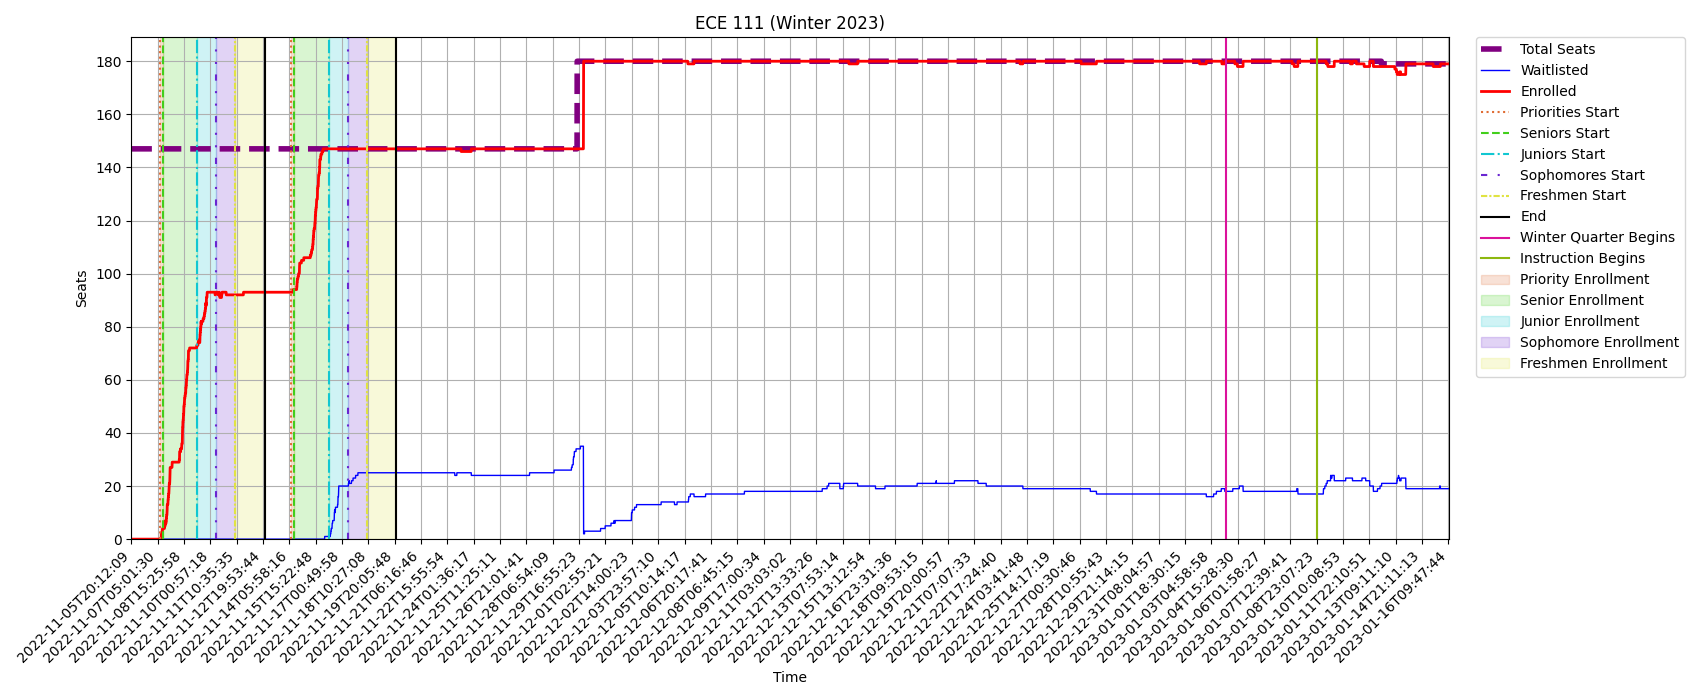 ECE 111 (Winter 2023)
Seats
180
160
140
120
100
80
60
40
20
0
2022-11-05T20:12:09
2022-11-07T05:01:30
2022-11-08T15:25:58
2022-11-10T00:57:18
2022-11-11T10:35:35
2022-11-12T19:53:44
2022-11-14T05:58:16
2022-11-15T15:22:48
2022-11-17T00:49:58
2022-11-18T10:27:08
2022-11-19T20:05:48
2022-11-21T06:16:46
2022-11-22T15:55:54
2022-11-24T01:36:17
2022-11-25T11:25:11
2022-11-26T21:01:41
2022-11-28T06:54:09
2022-11-29T16:55:23
2022-12-01T02:55:21
2022-12-02T14:00:23
2022-12-03T23:57:10
2022-12-05T10:14:17
2022-12-06T20:17:41
2022-12-08T06:45:15
2022-12-09T17:00:34
2022-12-11T03:03:02
2022-12-12T13:33:26
2022-12-13T07:53:14
2022-12-15T13:12:54
2022-12-16T23:31:36
2022-12-18T09:53:15
2022-12-19T20:00:57
2022-12-21T07:07:33
2022-12-22T17:24:40
2022-12-24T03:41:48
2022-12-25T14:17:19
2022-12-27T00:30:46
2022-12-28T10:55:43
2022-12-29T21:14:15
2022-12-31T08:04:57
2023-01-01T18:30:15
2023-01-03T04:58:58
2023-01-04T15:28:30
2023-01-06T01:58:27
2023-01-07T12:39:41
2023-01-08T23:07:23
2023-01-10T10:08:53
2023-01-11T22:10:51
2023-01-13T09:11:10
2023-01-14T21:11:13
2023-01-16T09:47:44
Time
Total Seats
Waitlisted
Enrolled
Priorities Start
Seniors Start
Juniors Start
Sophomores Start
Freshmen Start
End
Winter Quarter Begins
Instruction Begins
Priority Enrollment
Senior Enrollment
Junior Enrollment
Sophomore Enrollment
Freshmen Enrollment